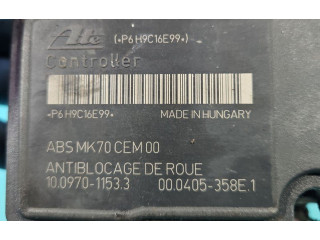 Ate (*P6H9C16E99*)
Controller
*P6H9C16E99*
MADE IN HUNGARY
ABS MK70 CEM 00
ANTIBLOCAGE DE ROUE
10.0970-1153.3 00.0405-358E.1